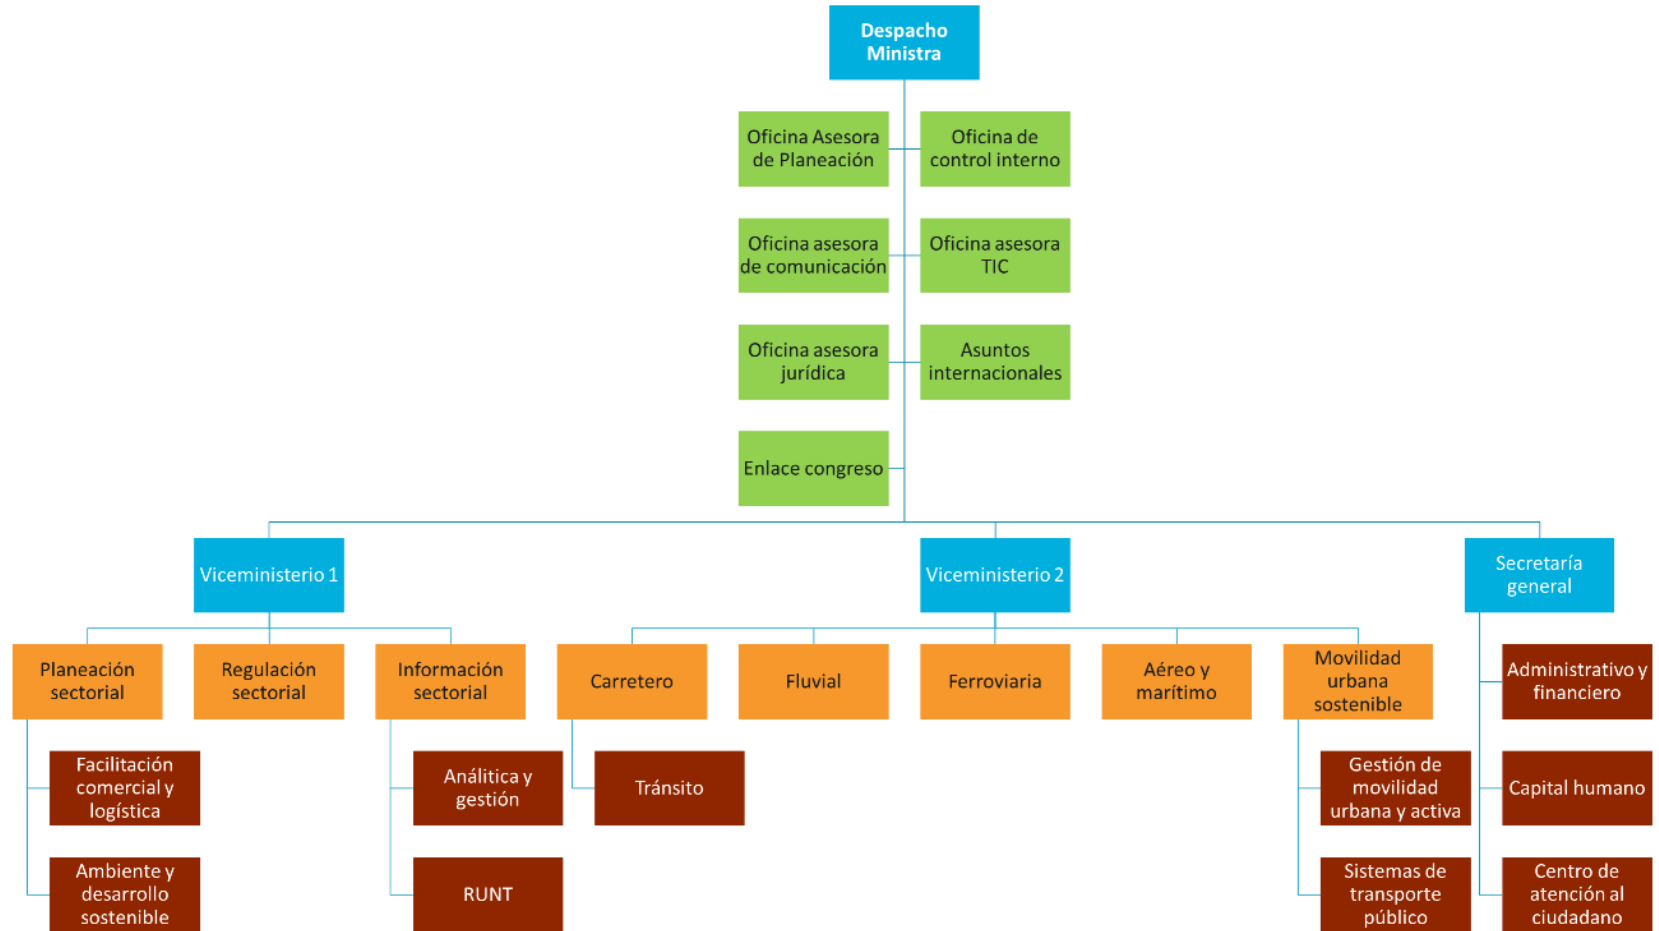 Despacho
Ministra
Oficina Asesora
de Planeación
Oficina de
control interno
Oficina asesora
de comunicación
Oficina asesora
TIC
Oficina asesora
jurídica
Asuntos
internacionales
Enlace congreso
Viceministerio 1
Viceministerio 2
Secretaría
general
Planeación
sectorial
Regulación
sectorial
Información
sectorial
Carretero
Fluvial
Ferroviaria
Aéreo y
marítimo
Movilidad
urbana
sostenible
Administrativo y
financiero
Facilitación
comercial y
logística
Análitica y
gestión
Tránsito
Gestión de
movilidad
urbana y activa
Capital humano
Ambiente y
desarrollo
sostenible
RUNT
Sistemas de
transporte
público
Centro de
atención al
ciudadano